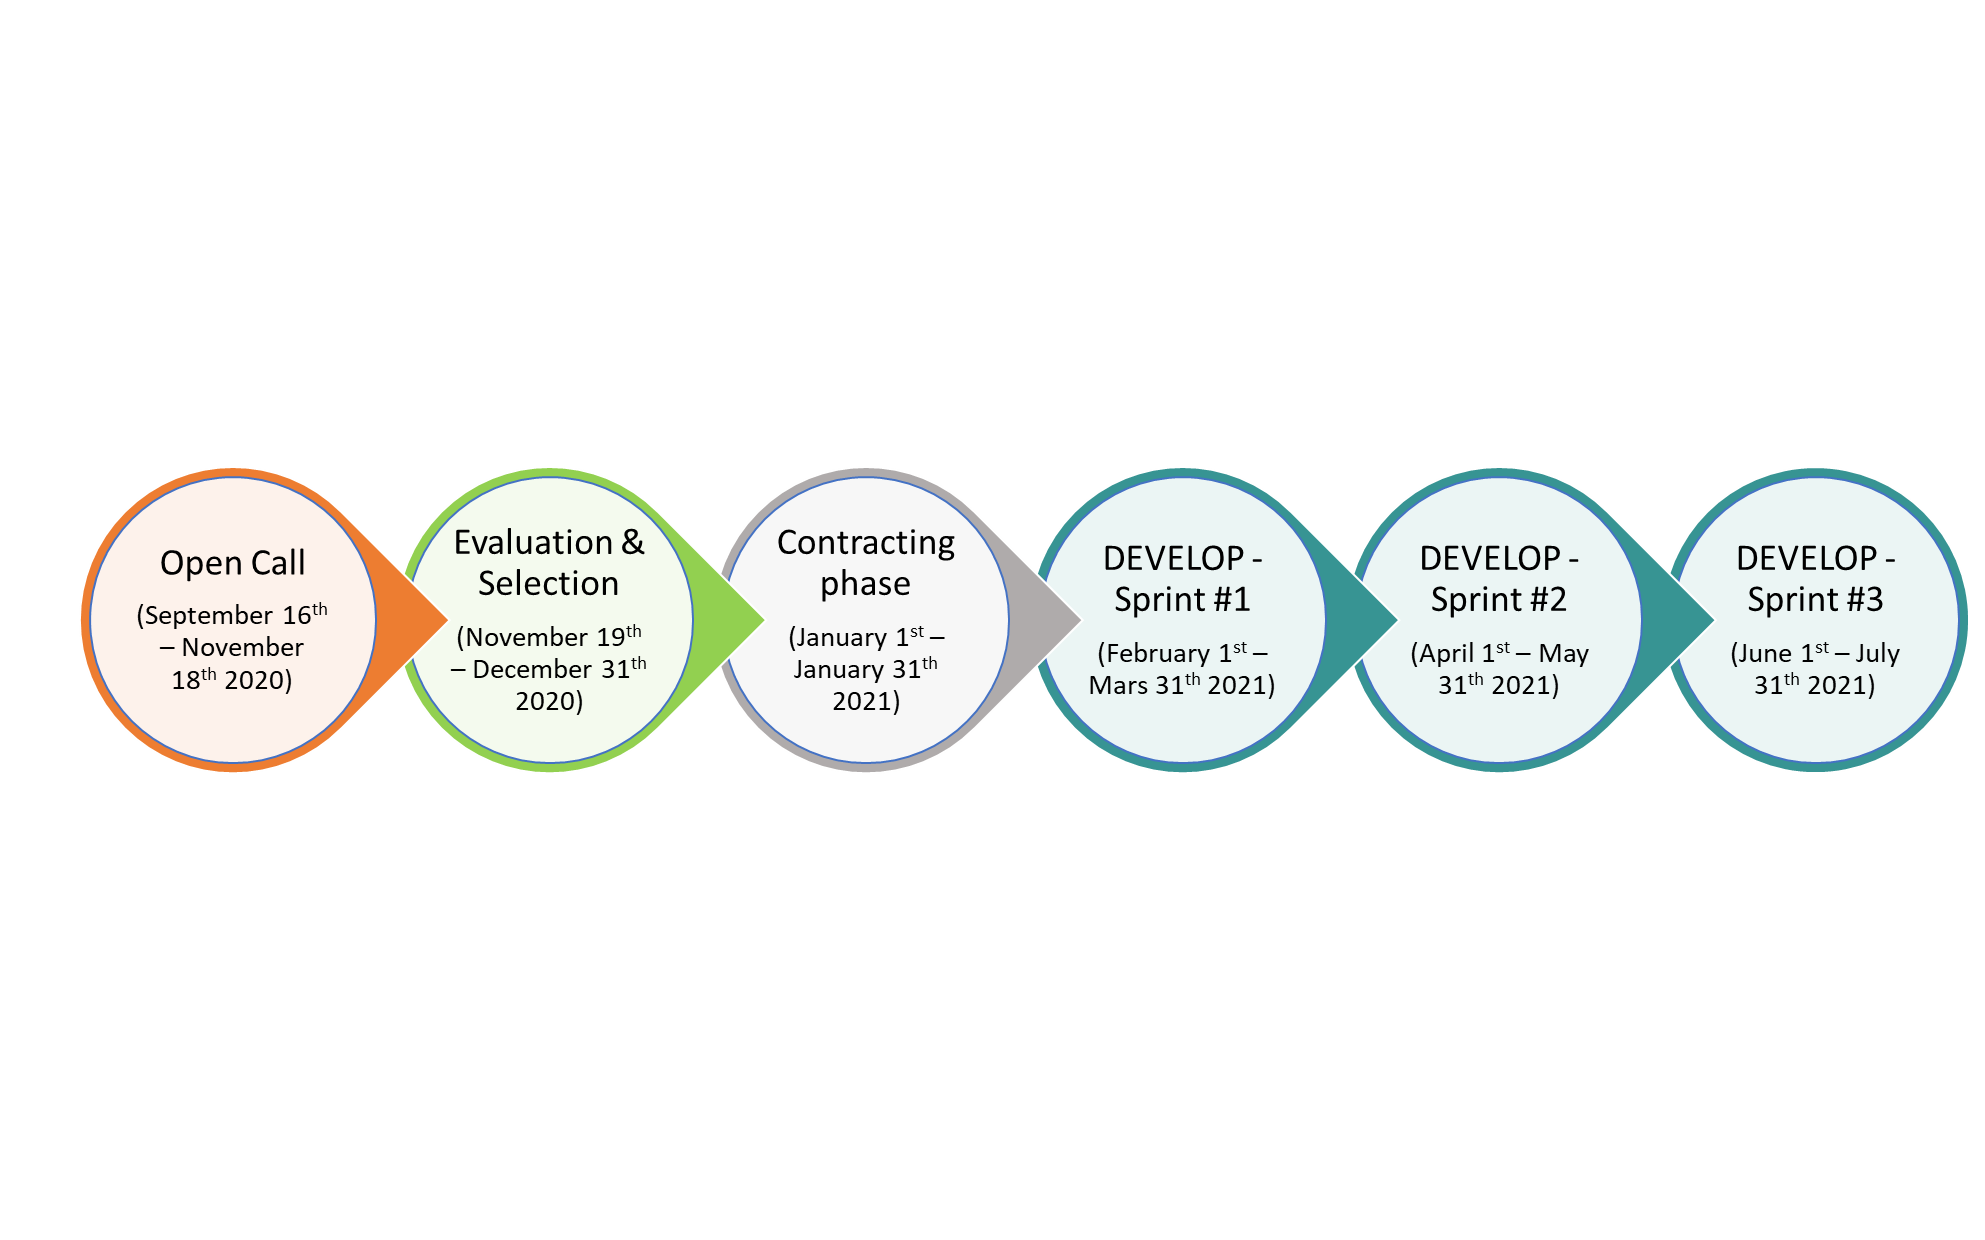 Open Call
(September 16th
– November
18th 2020)
Evaluation &
Selection
(November 19th
– December 31th
2020)
Contracting
phase
(January 1st –
January 31th
2021)
DEVELOP -
Sprint #1
(February 1st –
Mars 31th 2021)
DEVELOP -
Sprint #2
(April 1st – May
31th 2021)
DEVELOP -
Sprint #3
(June 1st – July
31th 2021)